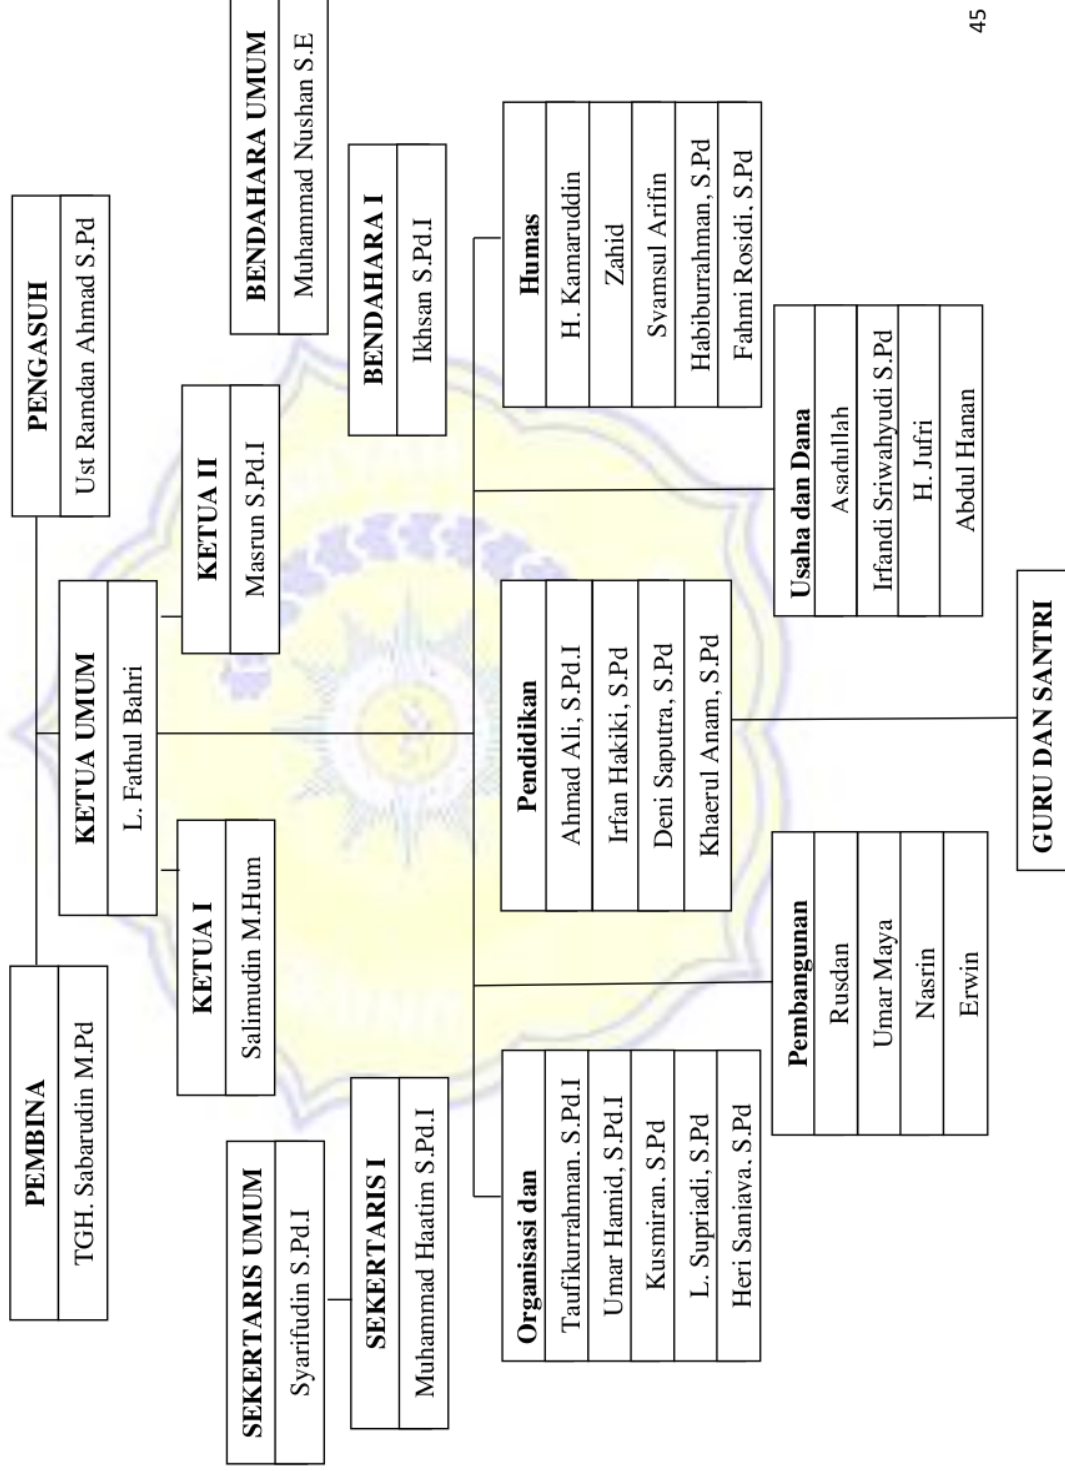 PEMBINA
TGH. Sabarudin M.Pd
PENGASUH
Ust Ramdan Ahmad S.Pd
KETUA UMUM
L. Fathul Bahri
KETUA I
Salimudin M.Hum
KETUA II
Masrun S.Pd.I
SEKERTARIS UMUM
Syarifudin S.Pd.I
BENDAHARA UMUM
Muhammad Nushan S.E
SEKERTARIS I
Muhammad Haatim S.Pd.I
BENDAHARA I
Ikhsan S.Pd.I
Organisasi dan
Taufikurrahman. S.Pd.I
Umar Hamid, S.Pd.I
Kusmiran. S.Pd
L. Supriadi, S.Pd
Heri Saniava. S.Pd
Pendidikan
Ahmad Ali, S.Pd.I
Irfan Hakiki, S.Pd
Deni Saputra, S.Pd
Khaerul Anam, S.Pd
Humas
H. Kamaruddin
Zahid
Svamsul Arifin
Habiburrahman, S.Pd
Fahmi Rosidi. S.Pd
Pembangunan
Rusdan
Umar Maya
Nasrin
Erwin
Usaha dan Dana
Asadullah
Irfandi Sriwahyudi S.Pd
H. Jufri
Abdul Hanan
GURU DAN SANTRI
45